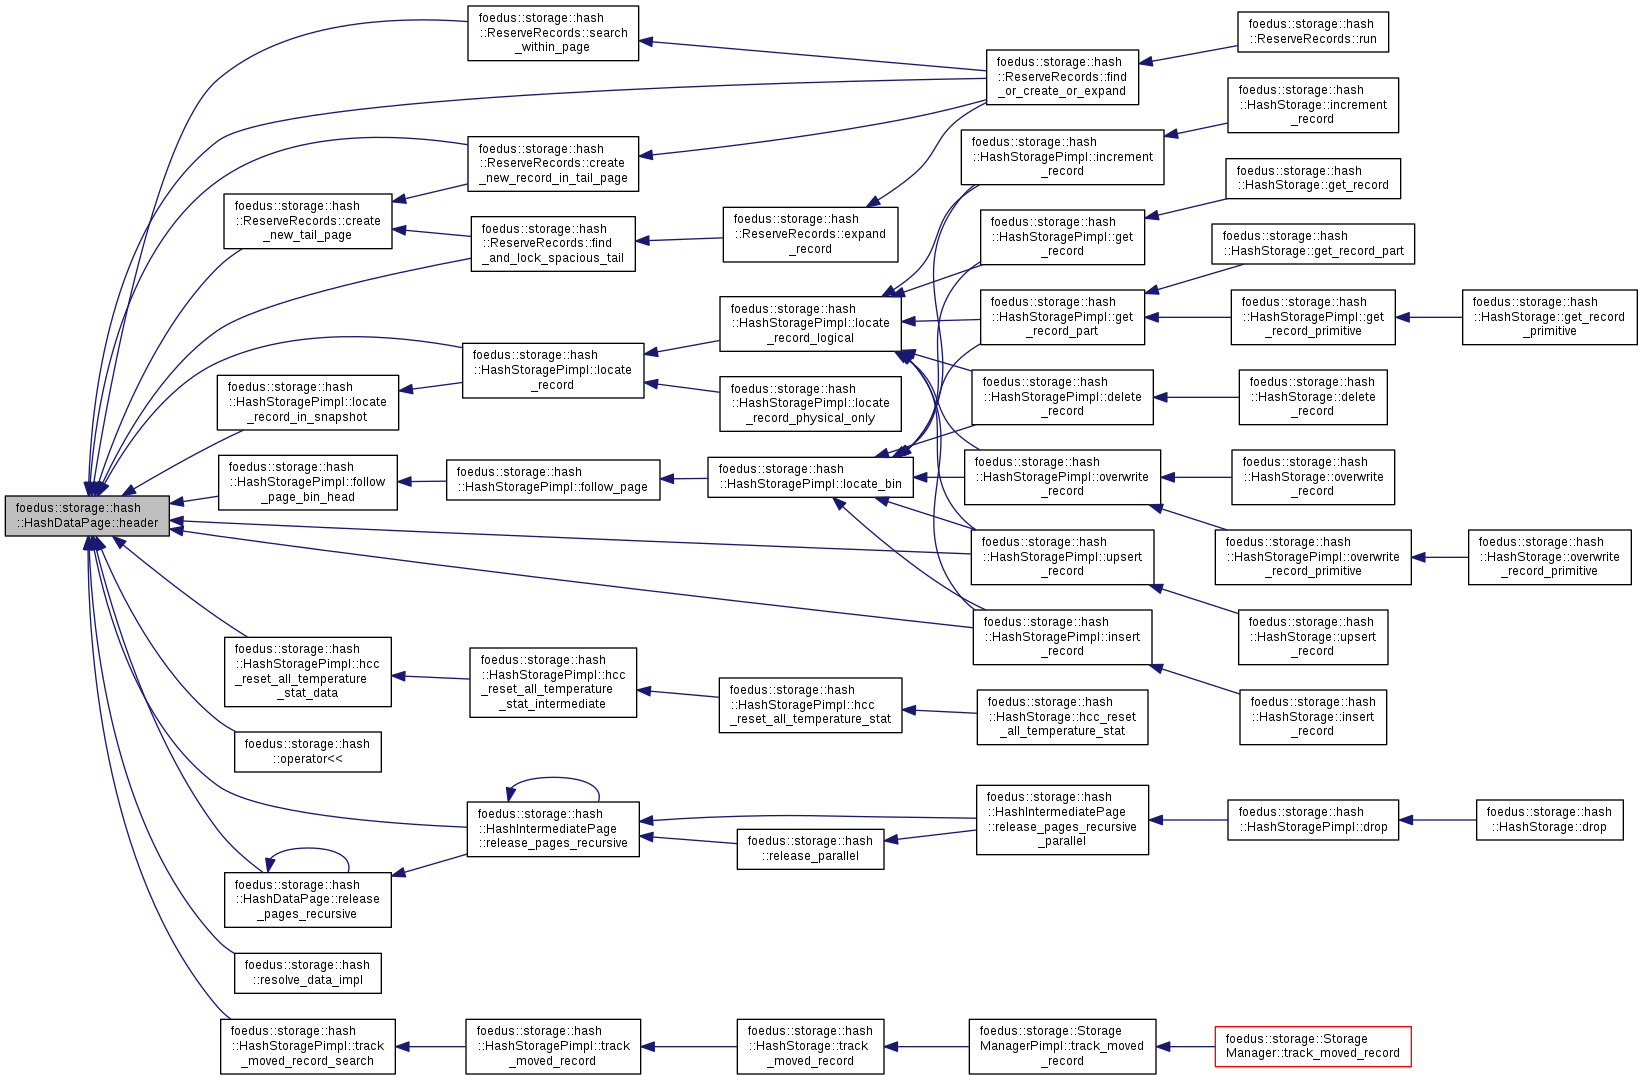 foedus::storage::hash
::HashDataPage::header
foedus::storage::hash
::ReserveRecords::search
_within_page
foedus::storage::hash
::ReserveRecords::find
_or_create_or_expand
foedus::storage::hash
::ReserveRecords::run
foedus::storage::hash
::ReserveRecords::create
_new_record_in_tail_page
foedus::storage::hash
::ReserveRecords::create
_new_tail_page
foedus::storage::hash
::ReserveRecords::find
_and_lock_spacious_tail
foedus::storage::hash
::ReserveRecords::expand
_record
foedus::storage::hash
::HashStoragePimpl::increment
_record
foedus::storage::hash
::HashStorage::increment
_record
foedus::storage::hash
::HashStoragePimpl::get
_record
foedus::storage::hash
::HashStorage::get_record
foedus::storage::hash
::HashStoragePimpl::locate
_record_logical
foedus::storage::hash
::HashStoragePimpl::get
_record_part
foedus::storage::hash
::HashStorage::get_record_part
foedus::storage::hash
::HashStoragePimpl::get
_record_primitive
foedus::storage::hash
::HashStorage::get_record
_primitive
foedus::storage::hash
::HashStoragePimpl::locate
_record
foedus::storage::hash
::HashStoragePimpl::locate
_record_in_snapshot
foedus::storage::hash
::HashStoragePimpl::locate
_record_physical_only
foedus::storage::hash
::HashStoragePimpl::delete
_record
foedus::storage::hash
::HashStorage::delete
_record
foedus::storage::hash
::HashStoragePimpl::follow
_page_bin_head
foedus::storage::hash
::HashStoragePimpl::follow_page
foedus::storage::hash
::HashStoragePimpl::locate_bin
foedus::storage::hash
::HashStoragePimpl::overwrite
_record
foedus::storage::hash
::HashStorage::overwrite
_record
foedus::storage::hash
::HashStoragePimpl::overwrite
_record_primitive
foedus::storage::hash
::HashStorage::overwrite
_record_primitive
foedus::storage::hash
::HashStoragePimpl::upsert
_record
foedus::storage::hash
::HashStorage::upsert
_record
foedus::storage::hash
::HashStoragePimpl::insert
_record
foedus::storage::hash
::HashStorage::insert
_record
foedus::storage::hash
::HashStoragePimpl::hcc
_reset_all_temperature
_stat_data
foedus::storage::hash
::HashStoragePimpl::hcc
_reset_all_temperature
_stat_intermediate
foedus::storage::hash
::HashStoragePimpl::hcc
_reset_all_temperature_stat
foedus::storage::hash
::HashStorage::hcc_reset
_all_temperature_stat
foedus::storage::hash
::operator<<
foedus::storage::hash
::HashIntermediatePage
::release_pages_recursive
foedus::storage::hash
::HashIntermediatePage
::release_pages_recursive
_parallel
foedus::storage::hash
::release_parallel
foedus::storage::hash
::HashStoragePimpl::drop
foedus::storage::hash
::HashStorage::drop
foedus::storage::hash
::HashDataPage::release
_pages_recursive
foedus::storage::hash
::resolve_data_impl
foedus::storage::hash
::HashStoragePimpl::track
_moved_record_search
foedus::storage::hash
::HashStoragePimpl::track
_moved_record
foedus::storage::hash
::HashStorage::track
_moved_record
foedus::storage::Storage
ManagerPimpl::track_moved
_record
foedus::storage::Storage
Manager::track_moved_record